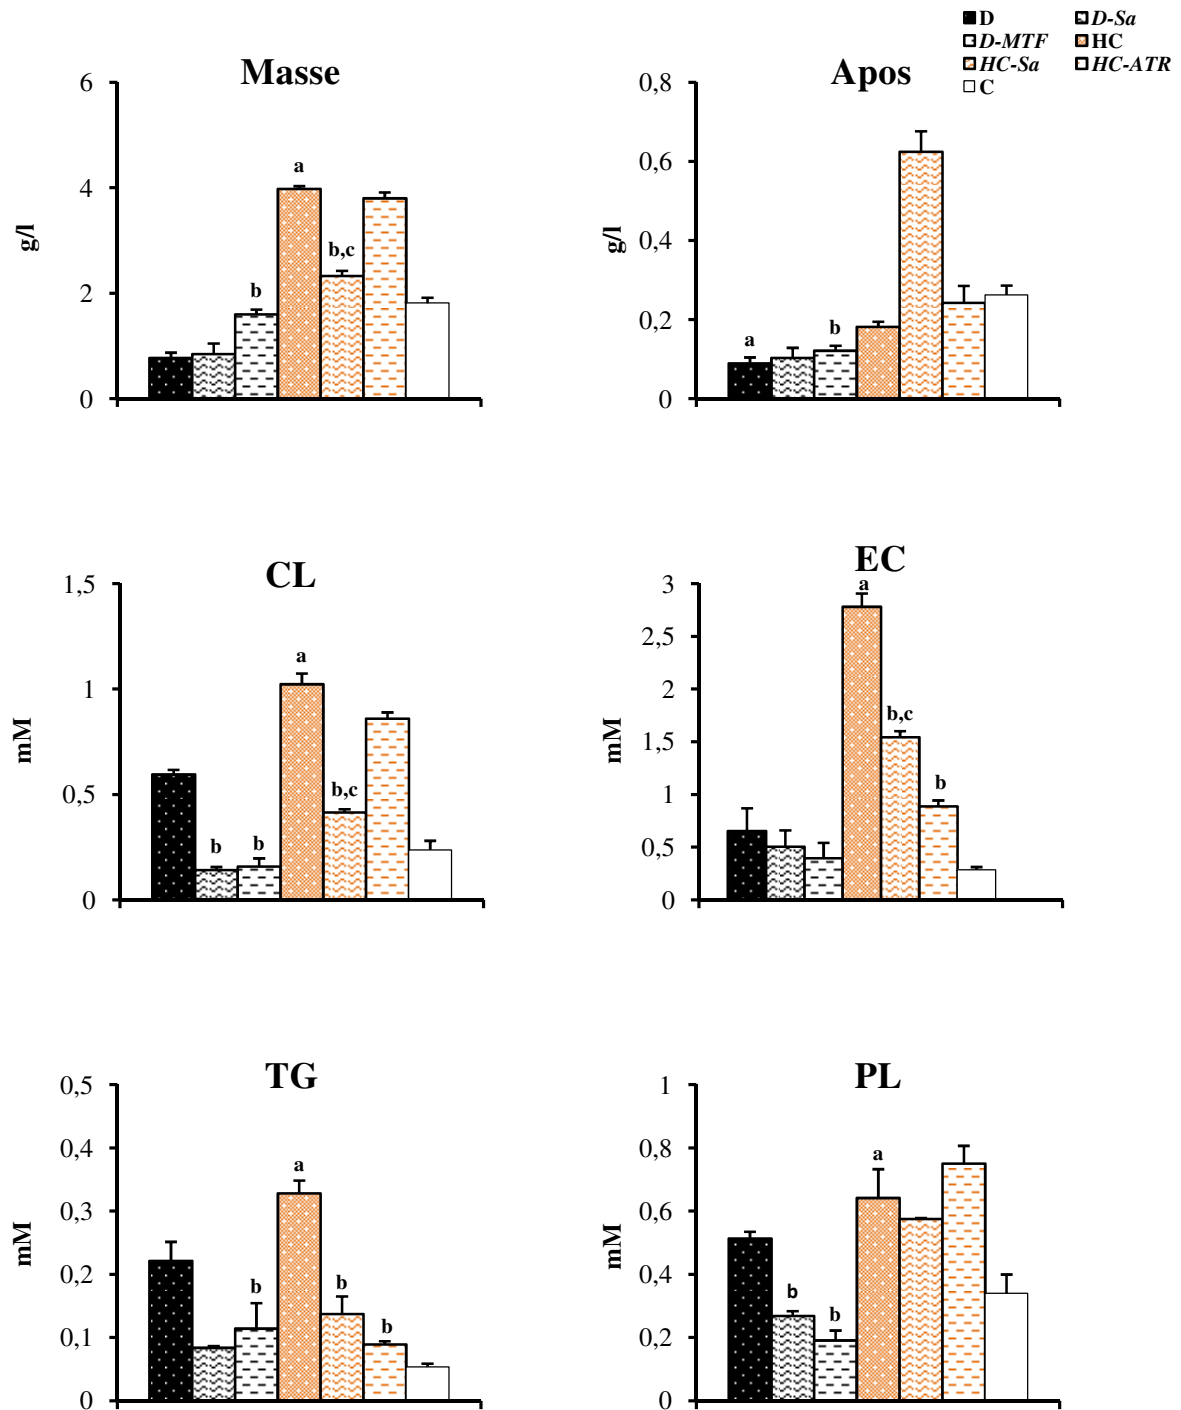 D D-Sa
D-MTF HC
HC-Sa HC-ATR
C
Masse
6
4
2
0
g/l
a
b
b,c
Apos
0,8
0,6
0,4
0,2
0
g/l
a
b
CL
1,5
1
0,5
0
mM
a
b
b
b,c
EC
3
2,5
2
1,5
1
0,5
0
mM
a
b,c
b
TG
0,5
0,4
0,3
0,2
0,1
0
mM
a
b
b
b
PL
1
0,8
0,6
0,4
0,2
0
mM
a
b
b